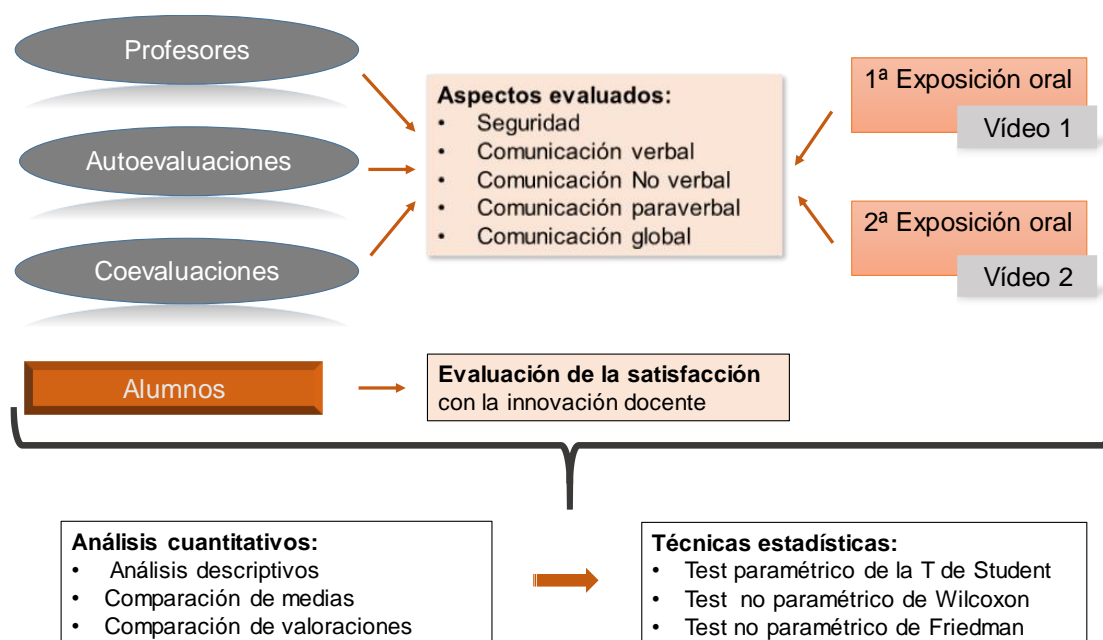 Profesores
Autoevaluaciones
Coevaluaciones
Aspectos evaluados:
• Seguridad
• Comunicación verbal
• Comunicación No verbal
• Comunicación paraverbal
• Comunicación global
1ª Exposición oral
Vídeo 1
2ª Exposición oral
Vídeo 2
Alumnos
Evaluación de la satisfacción
con la innovación docente
Análisis cuantitativos:
• Análisis descriptivos
• Comparación de medias
• Comparación de valoraciones
Técnicas estadísticas:
• Test paramétrico de la T de Student
• Test no paramétrico de Wilcoxon
• Test no paramétrico de Friedman